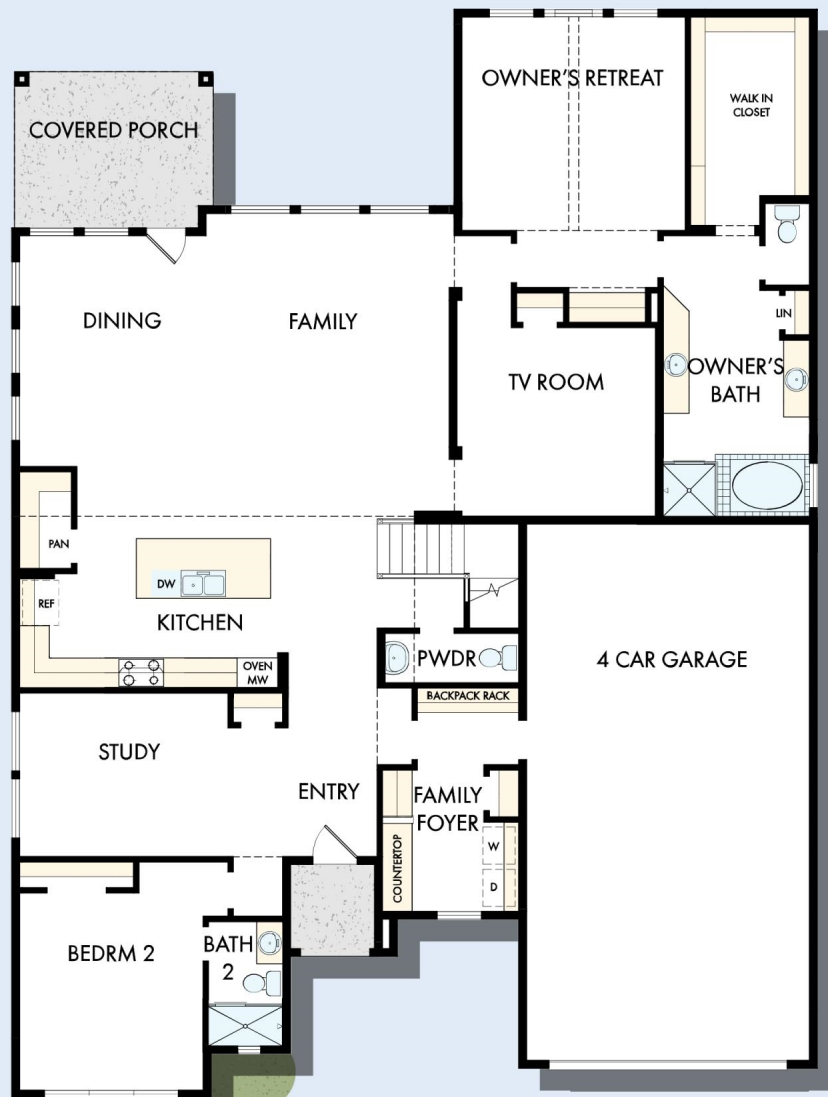 OWNER'S RETREAT
WALK IN
CLOSET
COVERED PORCH
DINING
FAMILY
LIN
TV ROOM
OWNER'S
BATH
PAN
DW
REF
KITCHEN
OVEN
MW
PWDR
4 CAR GARAGE
BACKPACK RACK
STUDY
ENTRY
FAMILY
FOYER
COUNTERTOP
W
D
BEDRM 2
BATH
2